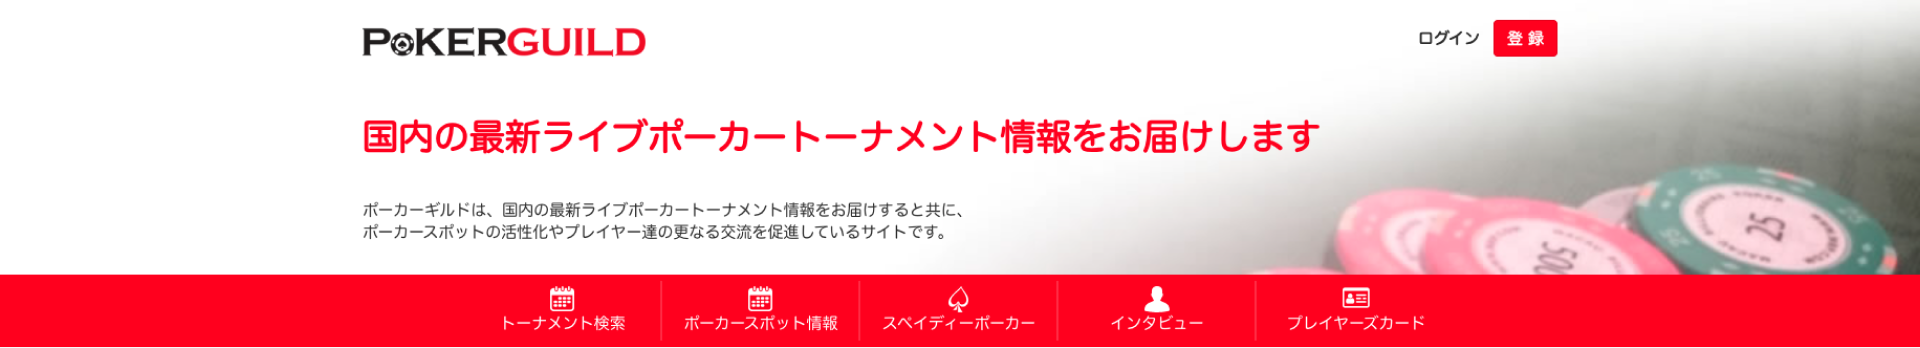 POKERGUILD
ログイン
登 録
国内の最新ライブポーカートーナメント情報をお届けします
ポーカーギルドは、国内の最新ライブポーカートーナメント情報をお届けすると共に、
ポーカースポットの活性化やプレイヤー達の更なる交流を促進しているサイトです。
25
25
25
500
トーナメント検索
ポーカースポット情報
スペイディーポーカー
インタビュー
プレイヤーズカード